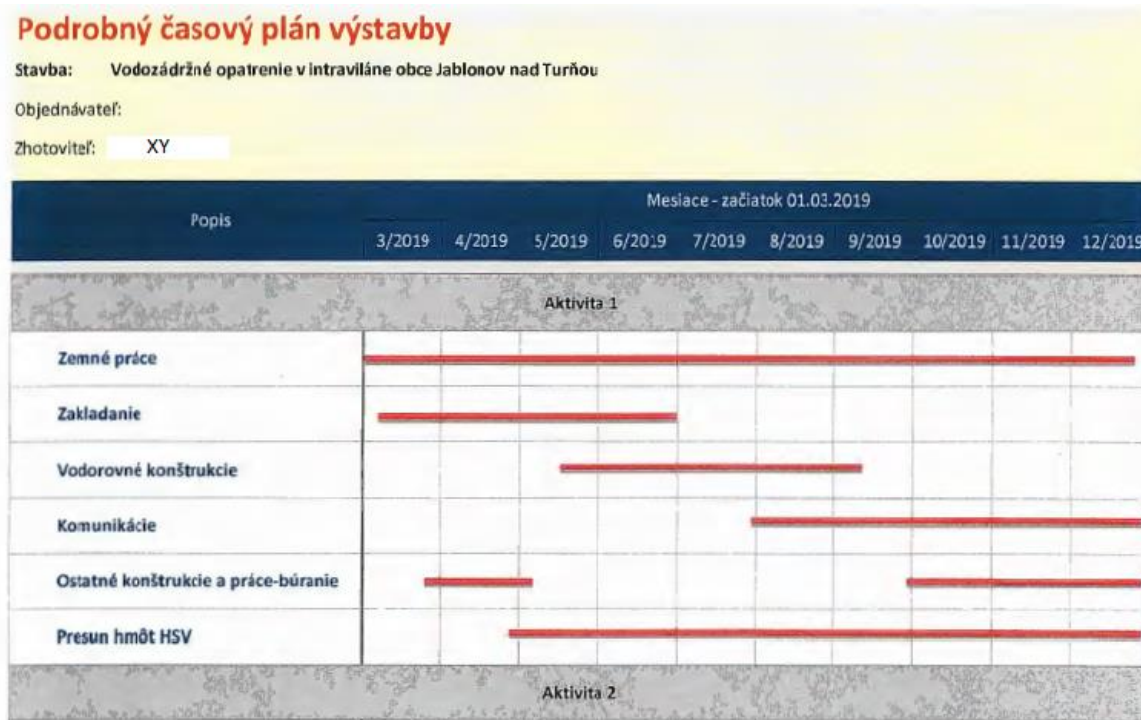 Podrobný časový plán výstavby
Stavba: Vodozádržné opatrenie v intraviláne obce Jablonov nad Turňou
Objednávateľ:
Zhotoviteľ: XY
Popis
Mesiace - začiatok 01.03.2019
3/2019 4/2019 5/2019 6/2019 7/2019 8/2019 9/2019 10/2019 11/2019 12/2019
Aktivita 1
Zemné práce
Zakladanie
Vodorovné konštrukcie
Komunikácie
Ostatné konštrukcie a práce-búranie
Presun hmôt HSV
Aktivita 2